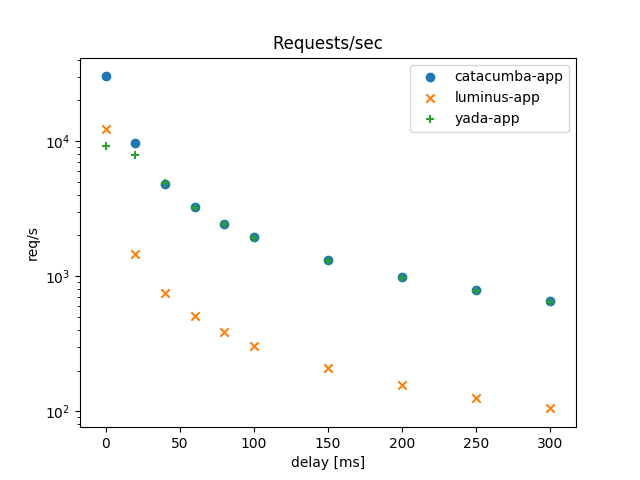 Requests/sec
catacumba-app
luminus-app
yada-app
req/s
10⁴
10³
10²
0 50 100 150 200 250 300
delay [ms]